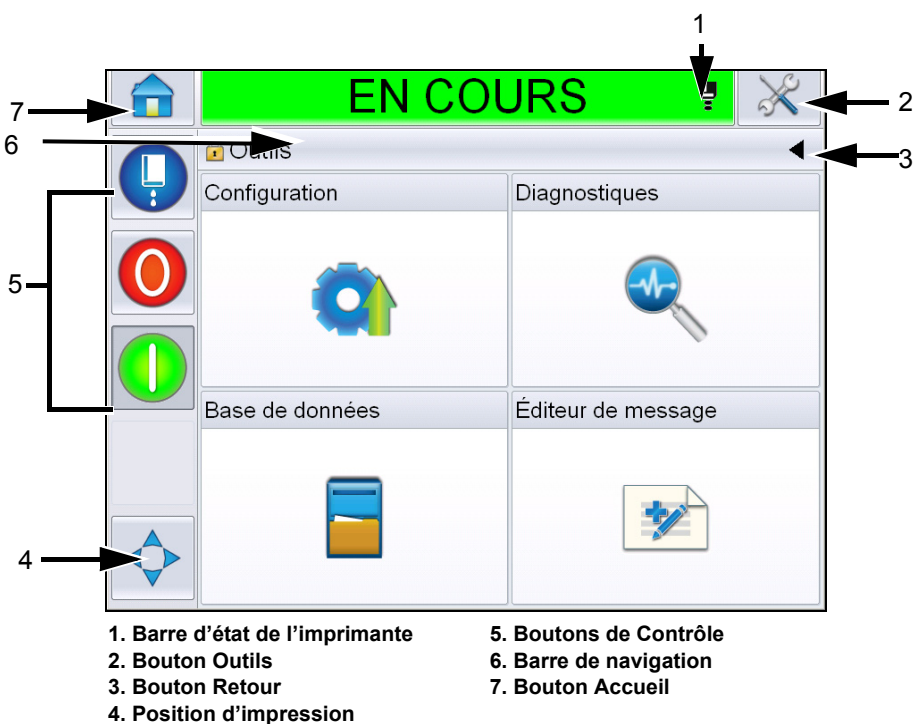 1
EN COURS
7
2
6
Outils
3
Configuration
Diagnostiques
5
Base de données
Éditeur de message
4
1. Barre d'état de l'imprimante
2. Bouton Outils
3. Bouton Retour
4. Position d'impression
5. Boutons de Contrôle
6. Barre de navigation
7. Bouton Accueil